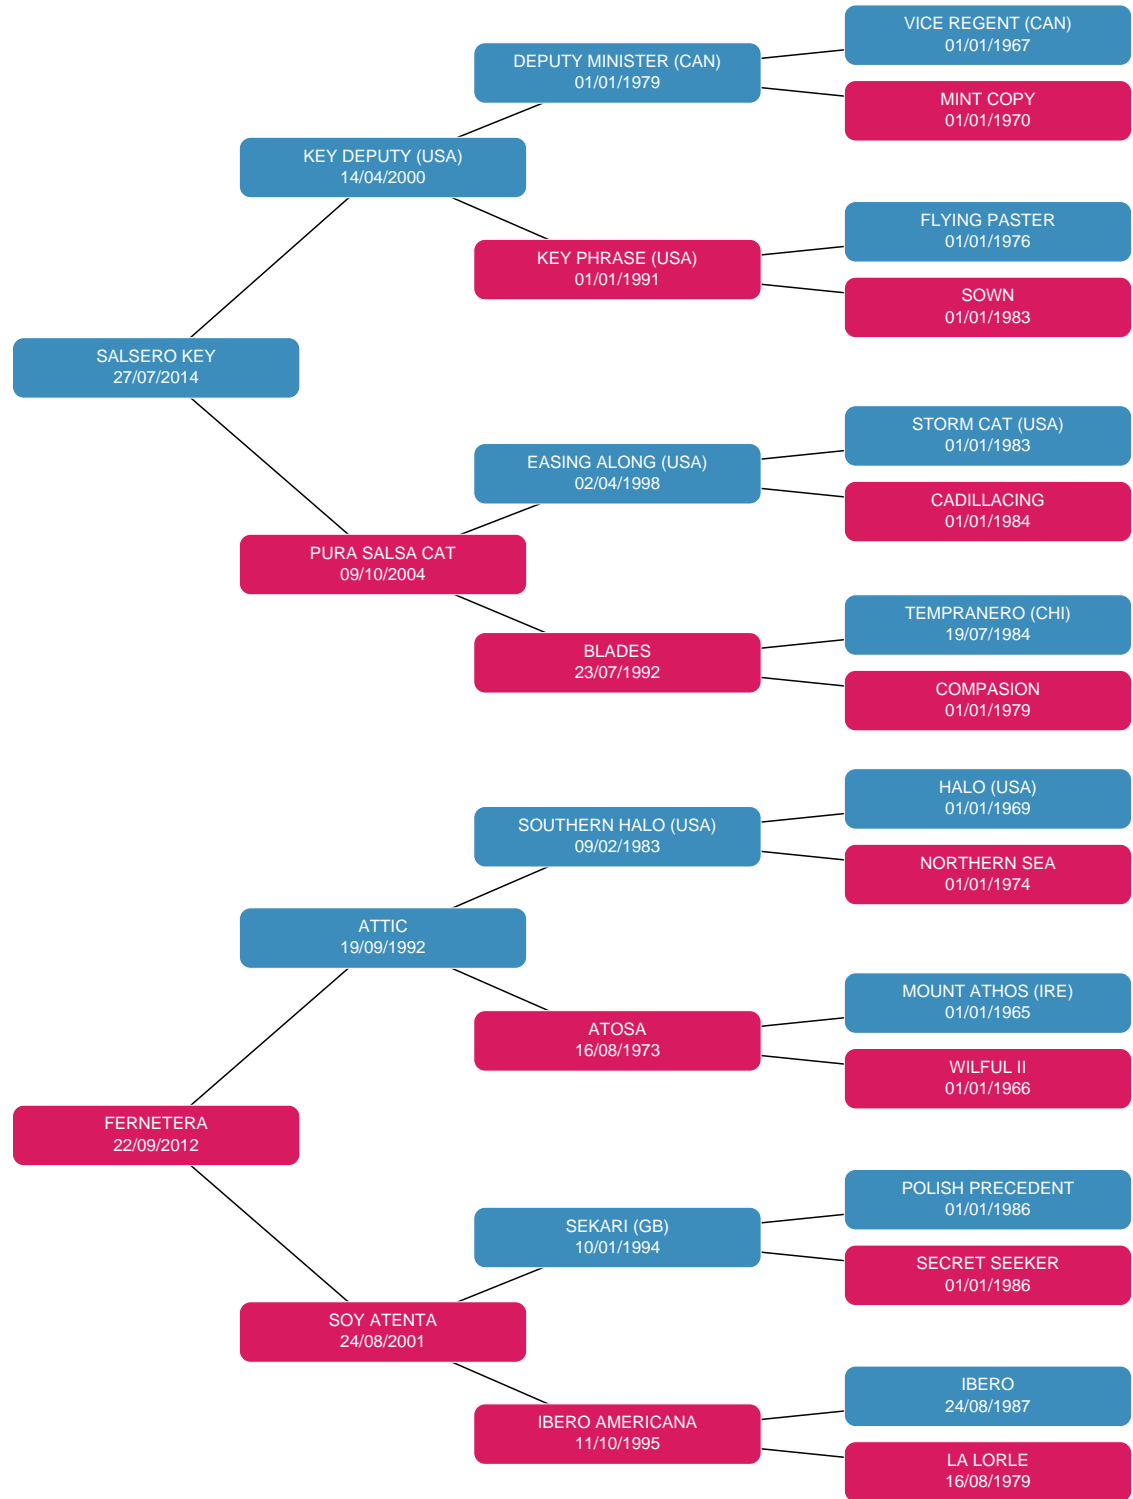 VICE REGENT (CAN)
01/01/1967
DEPUTY MINISTER (CAN)
01/01/1979
MINT COPY
01/01/1970
KEY DEPUTY (USA)
14/04/2000
FLYING PASTER
01/01/1976
KEY PHRASE (USA)
01/01/1991
SOWN
01/01/1983
SALSERO KEY
27/07/2014
STORM CAT (USA)
01/01/1983
EASING ALONG (USA)
02/04/1998
CADILLACING
01/01/1984
PURA SALSA CAT
09/10/2004
TEMPRANERO (CHI)
19/07/1984
BLADES
23/07/1992
COMPASION
01/01/1979
HALO (USA)
01/01/1969
SOUTHERN HALO (USA)
09/02/1983
NORTHERN SEA
01/01/1974
ATTIC
19/09/1992
MOUNT ATHOS (IRE)
01/01/1965
ATOSA
16/08/1973
WILFUL II
01/01/1966
FERNETERA
22/09/2012
POLISH PRECEDENT
01/01/1986
SEKARI (GB)
10/01/1994
SECRET SEEKER
01/01/1986
SOY ATENTA
24/08/2001
IBERO
24/08/1987
IBERO AMERICANA
11/10/1995
LA LORLE
16/08/1979